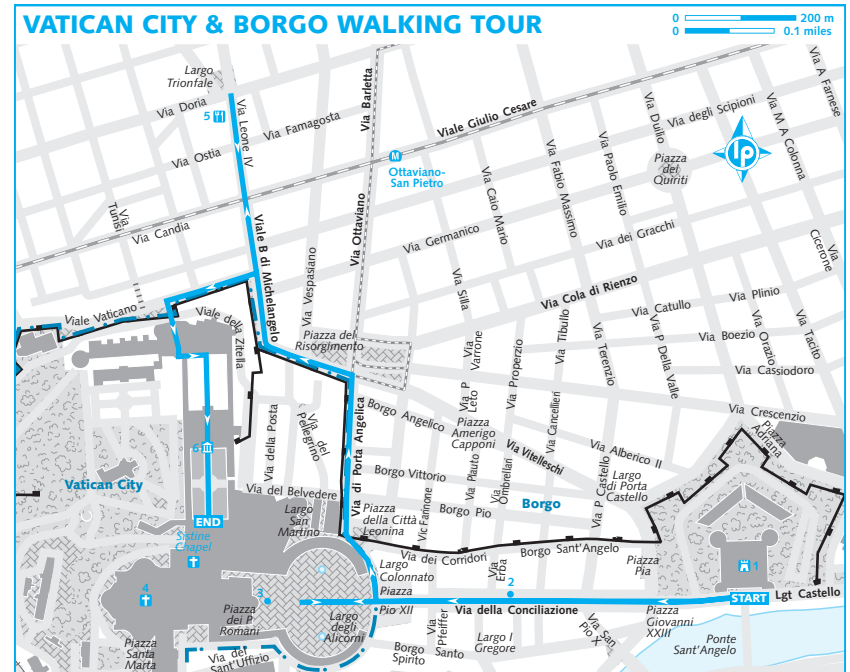 VATICAN CITY & BORGO WALKING TOUR
0 200 m
0 0.1 miles
Largo
Trionfale
Via Doria
5
Via Leone IV
Via Famagosta
Via Barletta
Viale Giulio Cesare
Via Duilio
Via degli Scipioni
Via M A Colonna
Via A Farnese
lp
Via Ostia
M
Ottaviano-
San Pietro
Via Caio Mario
Via Fabio Massimo
Via Paolo Emilio
Piazza
del
Quiriti
Via
Tunisi
Via Candia
Viale B di Michelangelo
Via Ottaviano
Via Germanico
Via dei Gracchi
Via
Cicerone
Via Vespasiano
Via
Silla
Via Cola di Rienzo
Via Catullo
Via Plinio
Viale Vaticano
Viale della
Zitella
Piazza del
Risorgimento
Via
Varrone
Via Properzio
Via Tibullo
Via Terenzio
Via P Della Valle
Via Boezio
Via Orazio
Via Tacito
Via Cassiodoro
Via P
Leto
Via Crescenzio
Piazza
Adriana
Borgo Angelico
Piazza
Amerigo
Capponi
Via Cancellieri
Via Vitelleschi
Via Alberico II
Via della Posta
Via del
Pellegrino
Via di Porta Angelica
6
Vatican City
Borgo Vittorio
Via Plauto
Via
Ombrellari
Via P Castello
Largo
di Porta
Castello
Via del Belvedere
Largo
San
Martino
Piazza
della Città
Leonina
Vic Farinone
Borgo Pio
Borgo
END
Sistine
Chapel
Via dei Corridori
Borgo Sant'Angelo
Piazza
Pia
Largo
Colonnato
Via
Erba
1
4
3
Piazza
dei P
Romani
Piazza
Pio XII
2
Via della Conciliazione
START
Lgt Castello
Largo
degli
Alicorni
Via
Pfeiffer
Via San
Pio X
Piazza
Giovanni
XXIII
Piazza
Santa
Marta
Via del
Sant'Uffizio
Borgo
Spirito
Santo
Largo I
Gregore
Ponte
Sant'Angelo